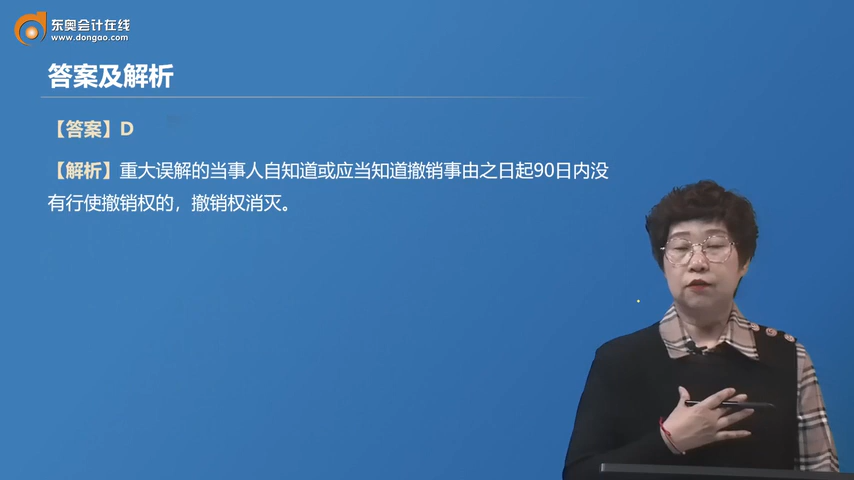 东奥会计在线
www.dongao.com
答案及解析
【答案】D
【解析】重大误解的当事人自知道或应当知道撤销事由之日起90日内没
有行使撤销权的，撤销权消灭。